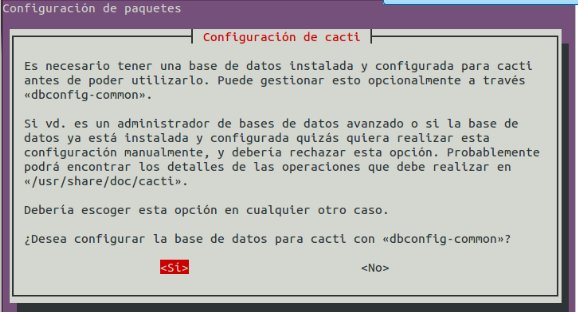 Configuración de paquetes
Configuración de cacti
Es necesario tener una base de datos instalada y configurada para cacti
antes de poder utilizarlo. Puede gestionar esto opcionalmente a través
«dbconfig-common».
Si vd. es un administrador de bases de datos avanzado o si la base de
datos ya está instalada y configurada quizás quiera realizar esta
configuración manualmente, y debería rechazar esta opción. Probablemente
podrá encontrar los detalles de las operaciones que debe realizar en
«/usr/share/doc/cacti».
Debería escoger esta opción en cualquier otro caso.
¿Desea configurar la base de datos para cacti con «dbconfig-common»?
<Sí> <No>